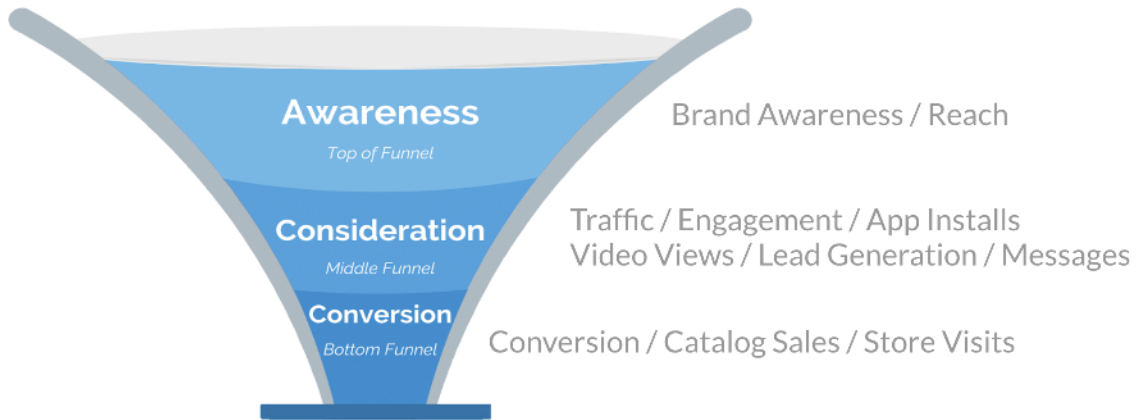 Awareness
Top of Funnel
Brand Awareness / Reach
Consideration
Middle Funnel
Traffic / Engagement / App Installs
Video Views / Lead Generation / Messages
Conversion
Bottom Funnel
Conversion / Catalog Sales / Store Visits